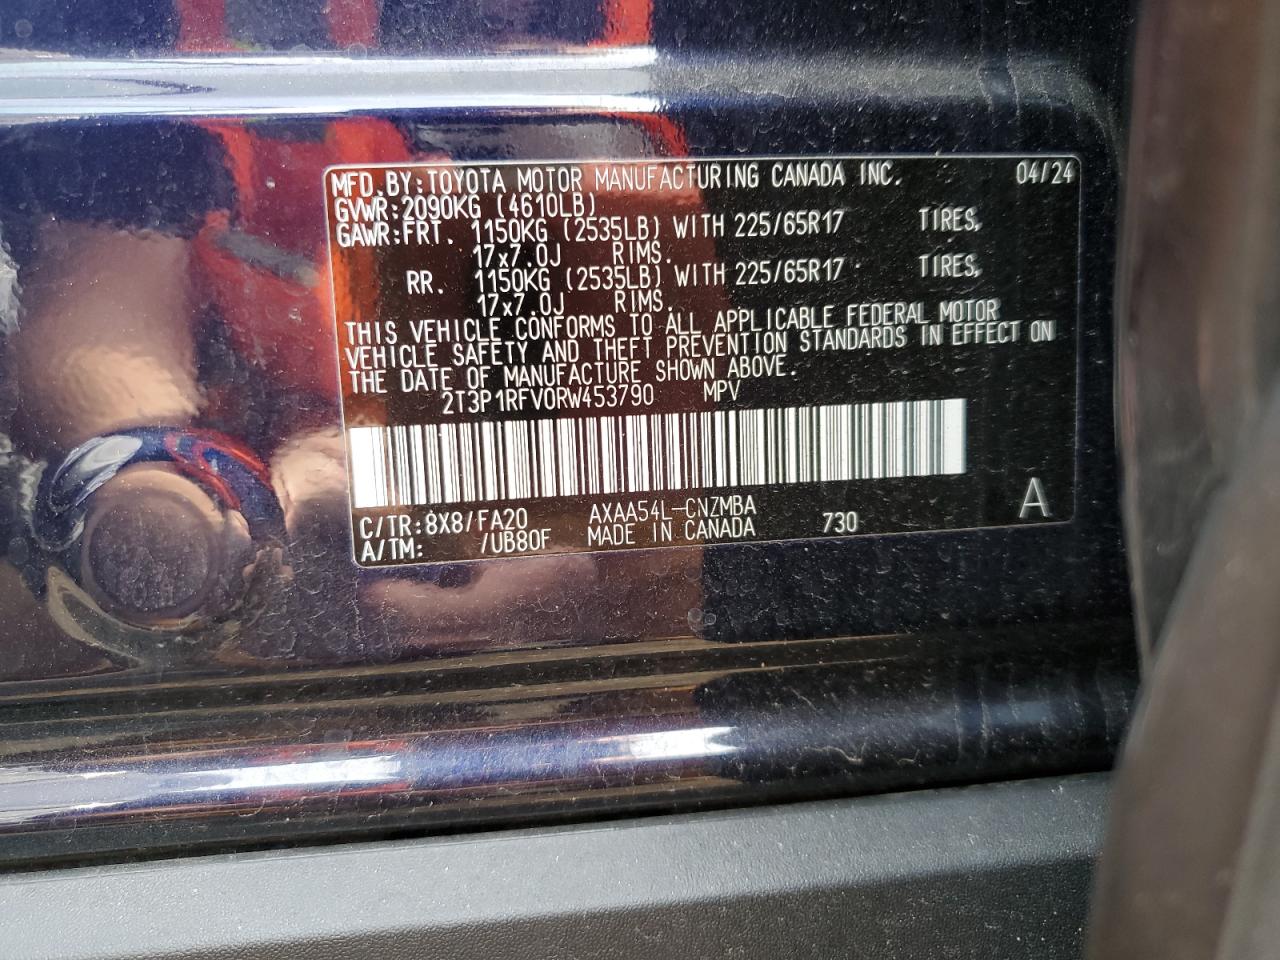 MFD.BY:TOYOTA MOTOR MANUFACTURING CANADA INC. 04/24
GVWR:2090KG (4610LB)
GAWR:FRT. 1150KG (2535LB) WITH 225/65R17 TIRES,
17x7.0J RIMS.
RR. 1150KG (2535LB) WITH 225/65R17 TIRES,
17x7.0J RIMS.
THIS VEHICLE CONFORMS TO ALL APPLICABLE FEDERAL MOTOR
VEHICLE SAFETY AND THEFT PREVENTION STANDARDS IN EFFECT ON
THE DATE OF MANUFACTURE SHOWN ABOVE.
2T3P1RFV0RW453790 MPV
C/TR:8X8/FA20 AXAA54L-CNZMBA A
A/TM: /UB80F MADE IN CANADA 730